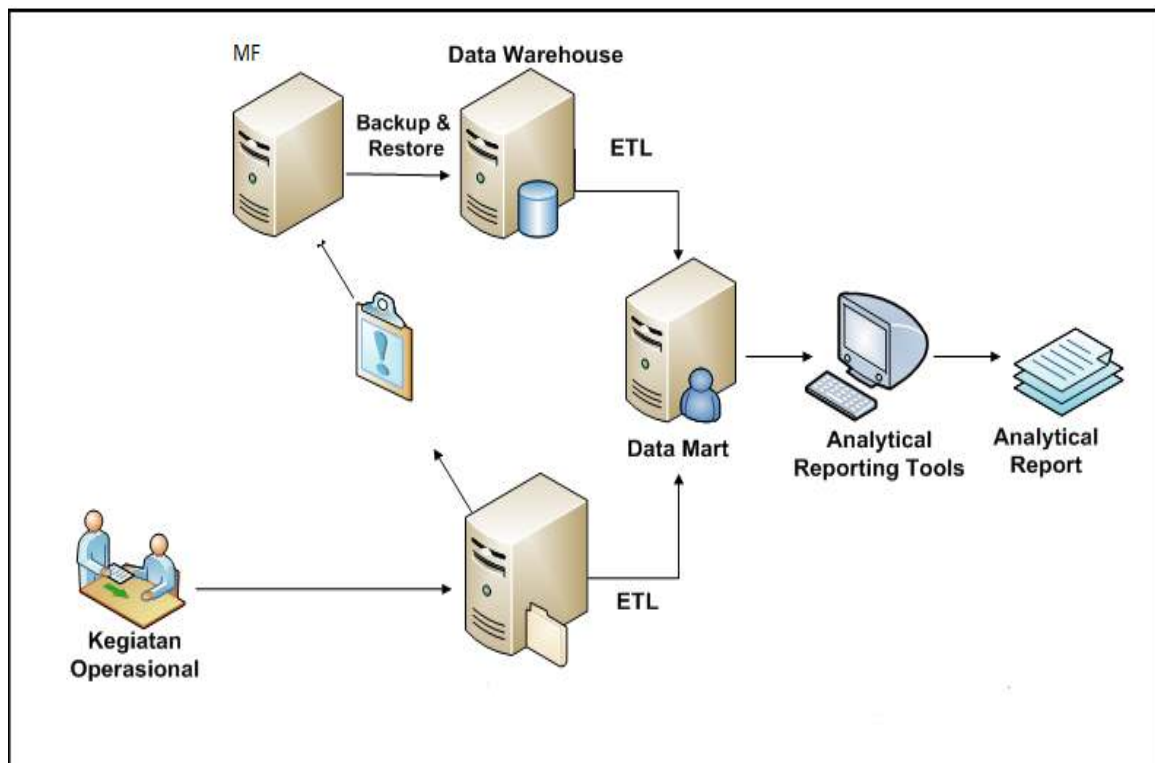 MF
Data Warehouse
Backup &
Restore
ETL
Data Mart
Analytical
Reporting Tools
Analytical
Report
ETL
Kegiatan
Operasional